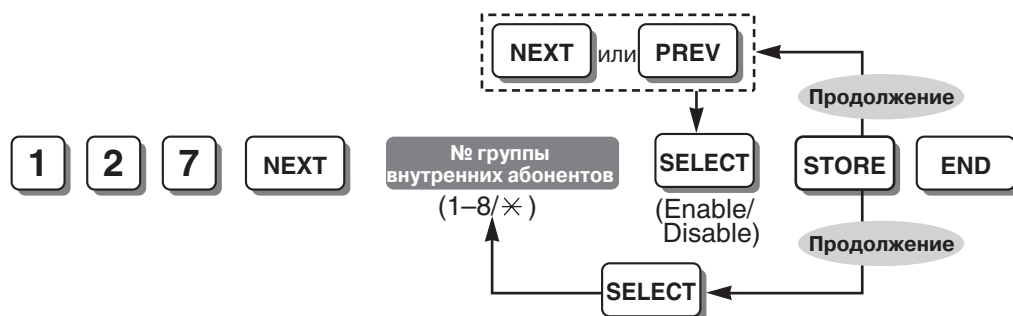 NEXT или PREV
Продолжение
1 2 7 NEXT
№ группы
внутренних абонентов
(1–8/✳)
SELECT
(Enable/
Disable)
STORE
END
Продолжение
SELECT